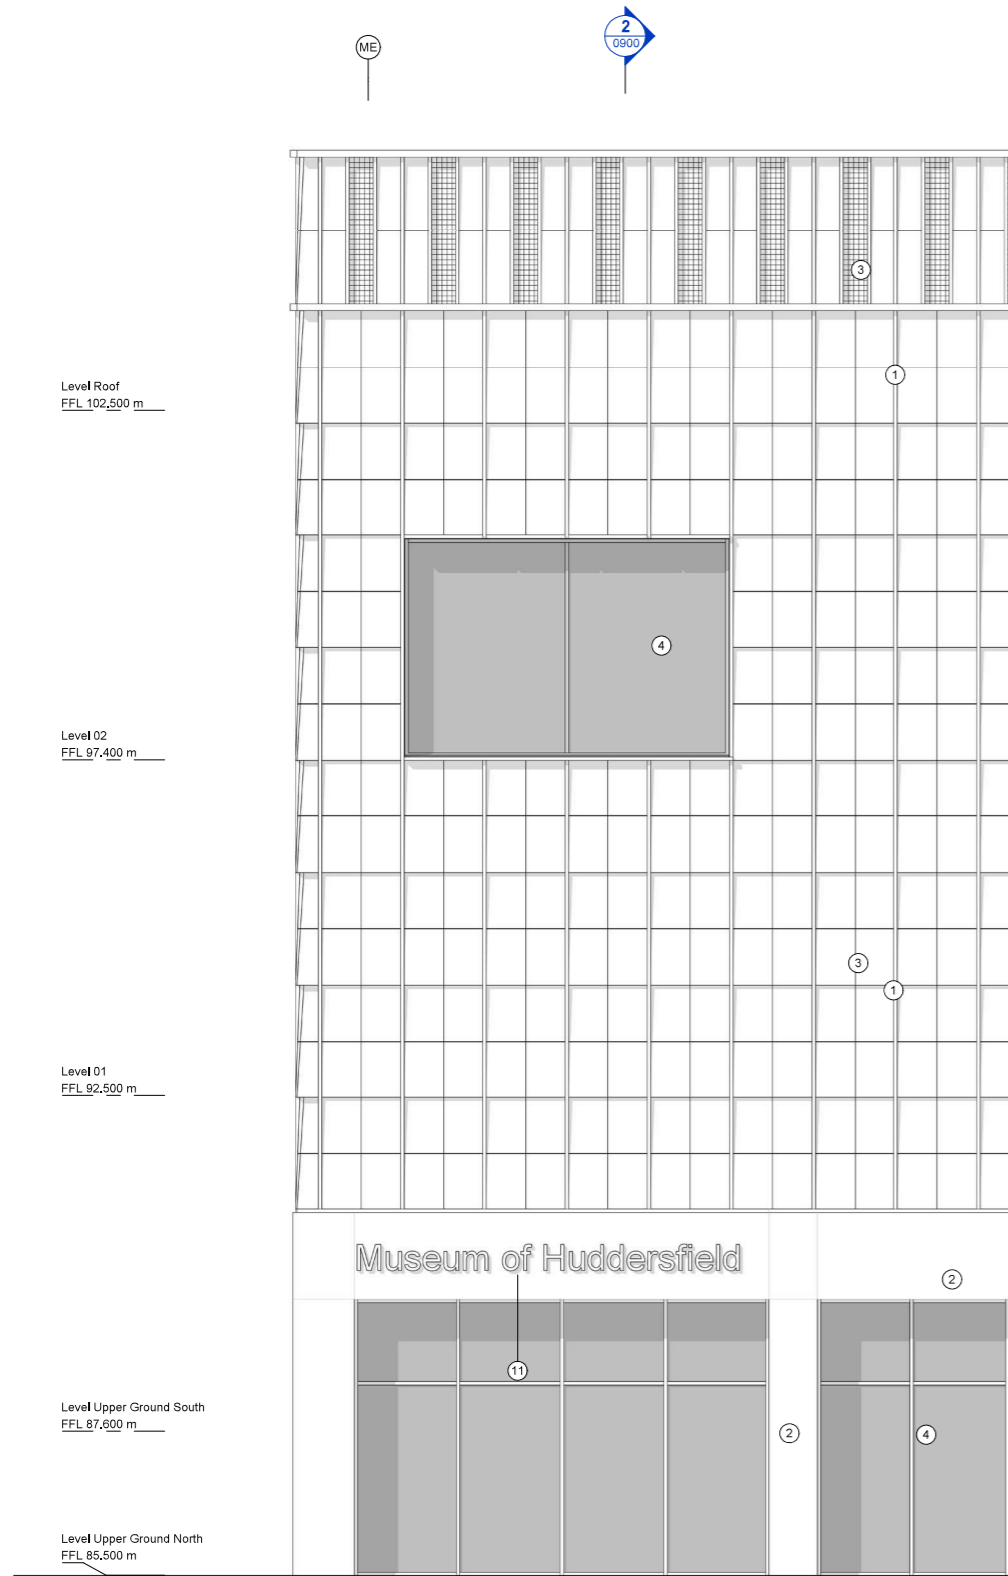 ME
2
0900
3
1
Level Roof
FFL 102.500 m
4
Level 02
FFL 97.400 m
3
1
Level 01
FFL 92.500 m
Museum of Huddersfield
2
11
Level Upper Ground South
FFL 87.600 m
2
4
Level Upper Ground North
FFL 85.500 m